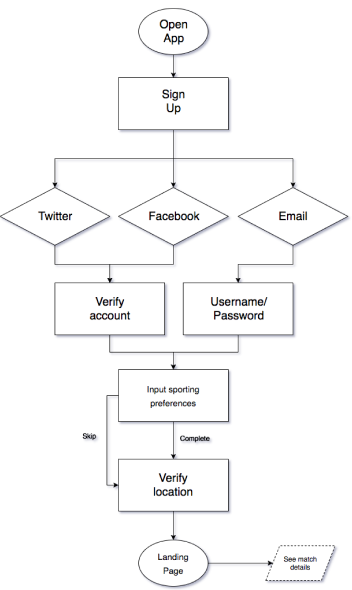 Open
App
Sign
Up
Twitter
Facebook
Email
Verify
account
Username/
Password
Input sporting
preferences
Skip
Complete
Verify
location
Landing
Page
See match
details